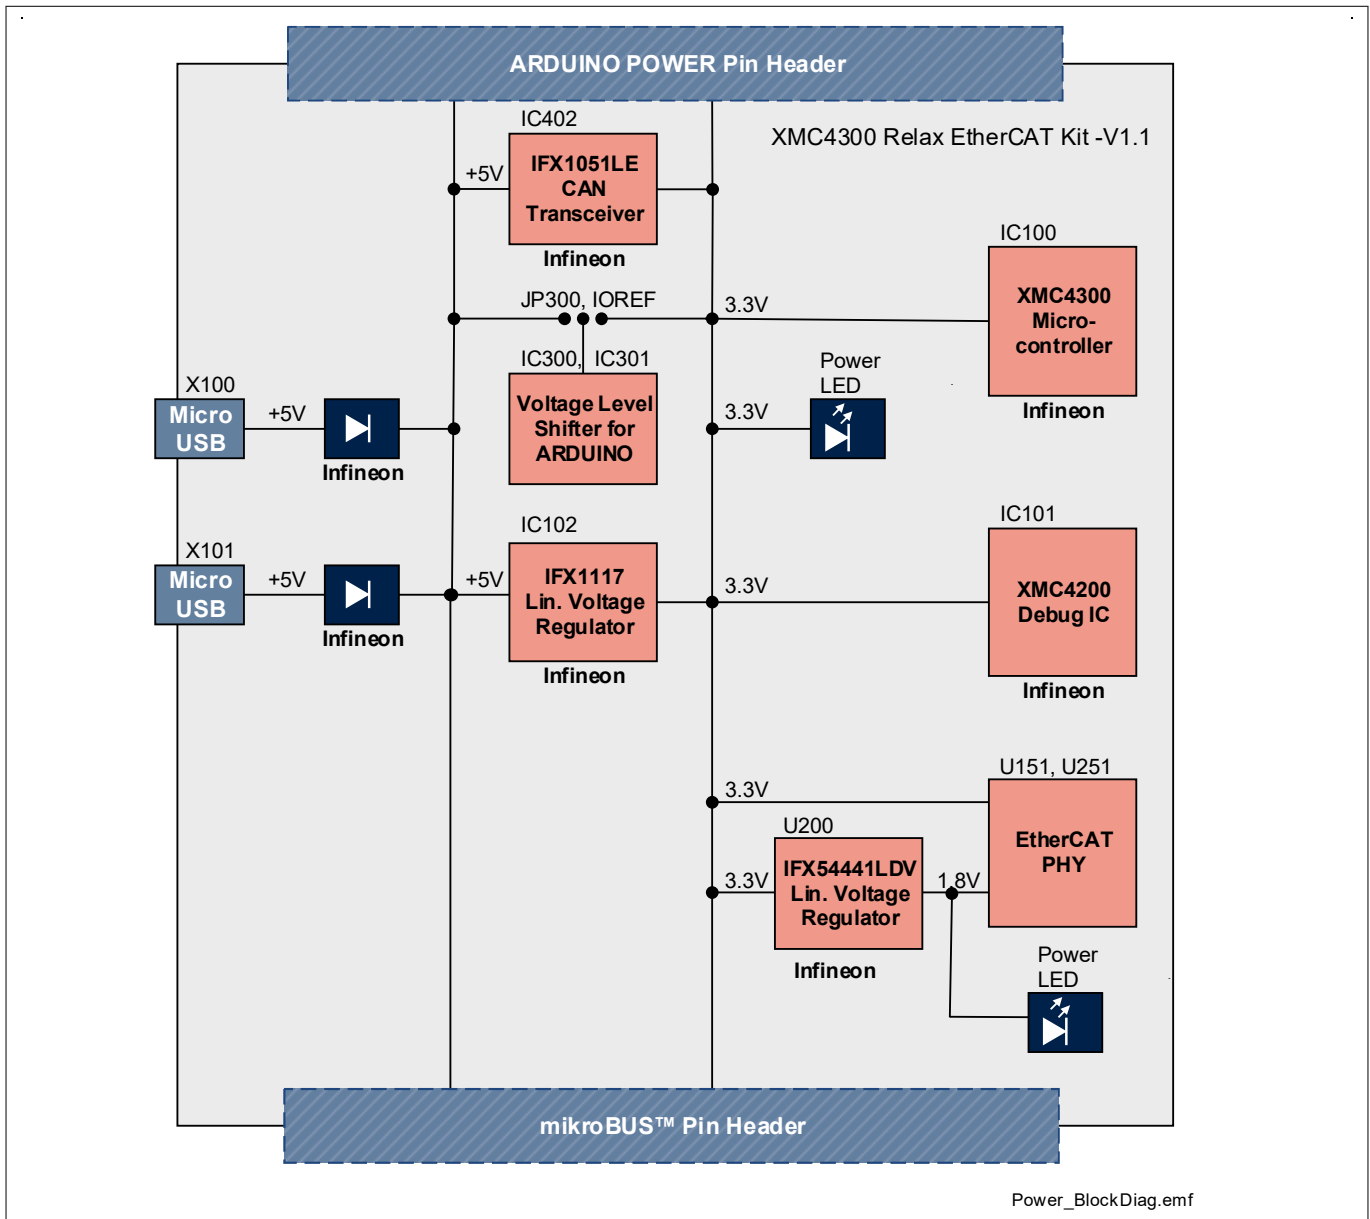 ARDUINO POWER Pin Header
XMC4300 Relax EtherCAT Kit -V1.1
IC402
+5V
IFX1051LE
CAN
Transceiver
Infineon
IC100
XMC4300
Micro-
controller
Infineon
JP300, IOREF
3.3V
IC300, IC301
Voltage Level
Shifter for
ARDUINO
Power
LED
3.3V
X100
Micro
USB
+5V
Infineon
X101
Micro
USB
+5V
Infineon
IC102
+5V
IFX1117
Lin. Voltage
Regulator
Infineon
3.3V
IC101
XMC4200
Debug IC
Infineon
U151, U251
3.3V
EtherCAT
PHY
U200
3.3V
IFX54441LDV
Lin. Voltage
Regulator
Infineon
1.8V
Power
LED
mikroBUS™ Pin Header
Power_BlockDiag.emf